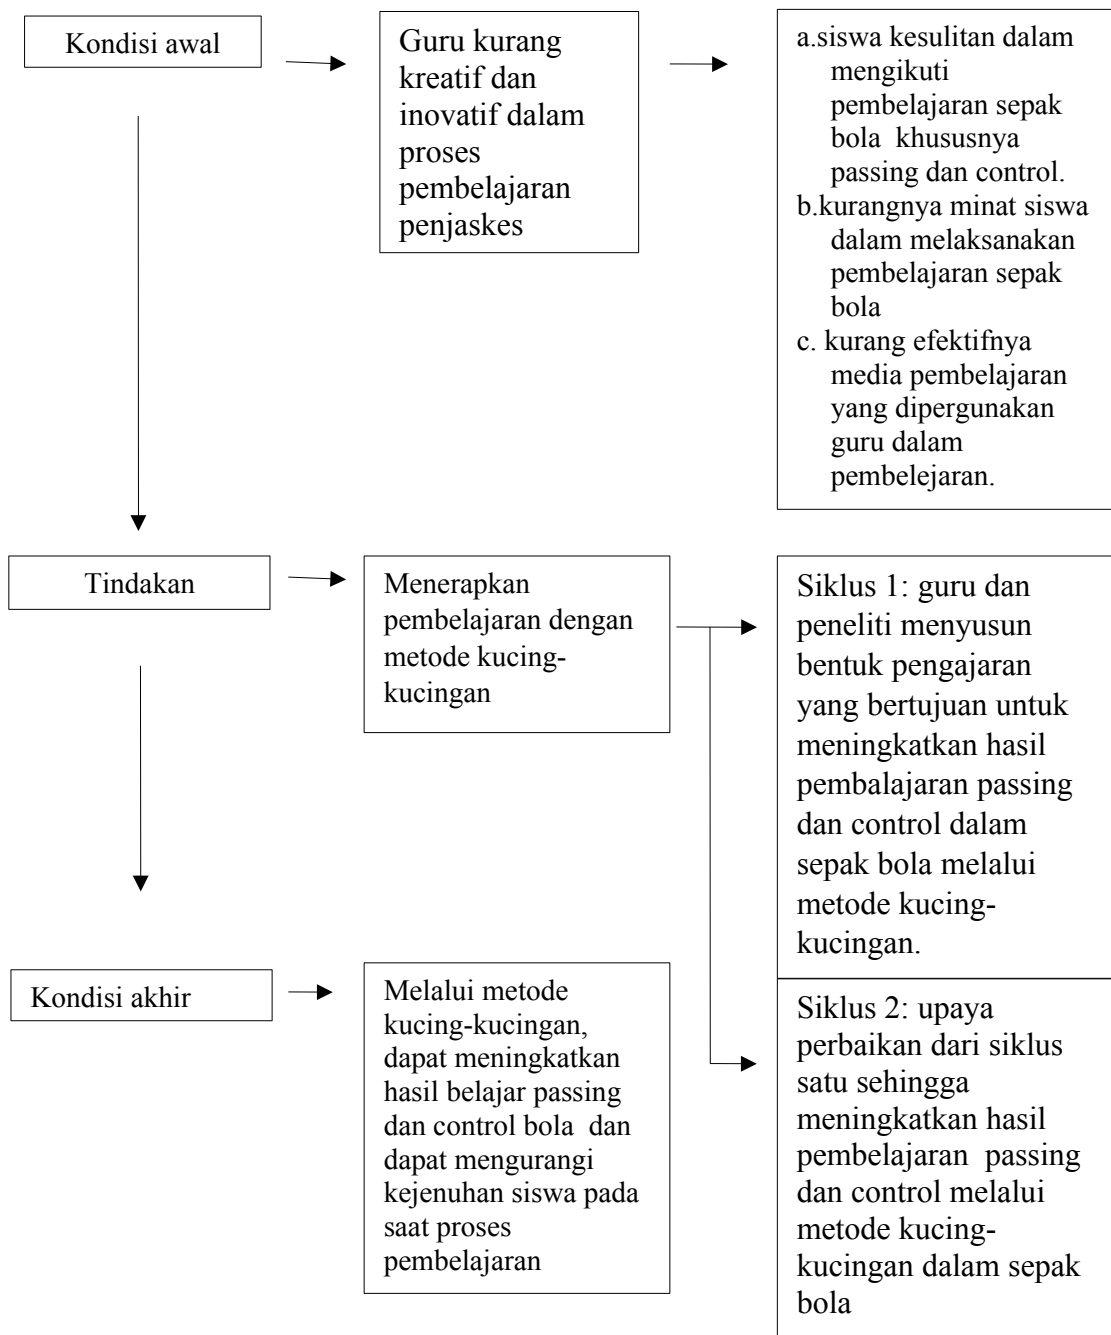 Kondisi awal
Guru kurang
kreatif dan
inovatif dalam
proses
pembelajaran
penjaskes
a.siswa kesulitan dalam
mengikuti
pembelajaran sepak
bola khususnya
passing dan control.
b.kurangnya minat siswa
dalam melaksanakan
pembelajaran sepak
bola
c. kurang efektifnya
media pembelajaran
yang dipergunakan
guru dalam
pembelejaran.
Tindakan
Menerapkan
pembelajaran dengan
metode kucing-
kucingan
Siklus 1: guru dan
peneliti menyusun
bentuk pengajaran
yang bertujuan untuk
meningkatkan hasil
pembalajaran passing
dan control dalam
sepak bola melalui
metode kucing-
kucingan.
Kondisi akhir
Melalui metode
kucing-kucingan,
dapat meningkatkan
hasil belajar passing
dan control bola dan
dapat mengurangi
kejenuhan siswa pada
saat proses
pembelajaran
Siklus 2: upaya
perbaikan dari siklus
satu sehingga
meningkatkan hasil
pembelajaran passing
dan control melalui
metode kucing-
kucingan dalam sepak
bola